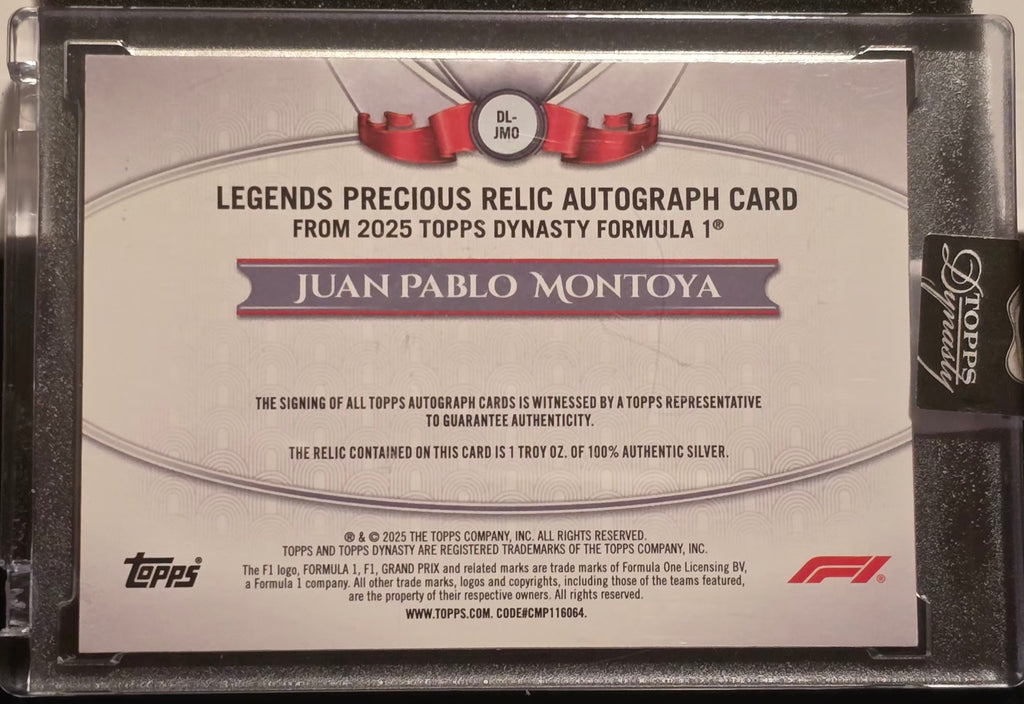 DL-
JMO
LEGENDS PRECIOUS RELIC AUTOGRAPH CARD
FROM 2025 TOPPS DYNASTY FORMULA 1®
JUAN PABLO MONTOYA
THE SIGNING OF ALL TOPPS AUTOGRAPH CARDS IS WITNESSED BY A TOPPS REPRESENTATIVE
TO GUARANTEE AUTHENTICITY.
THE RELIC CONTAINED ON THIS CARD IS 1 TROY OZ. OF 100% AUTHENTIC SILVER.
® & © 2025 THE TOPPS COMPANY, INC. ALL RIGHTS RESERVED.
TOPPS AND TOPPS DYNASTY ARE REGISTERED TRADEMARKS OF THE TOPPS COMPANY, INC.
The F1 logo, FORMULA 1, F1, GRAND PRIX and related marks are trade marks of Formula One Licensing BV,
a Formula 1 company. All other trade marks, logos and copyrights, including those of the teams featured,
are the property of their respective owners. All rights reserved.
WWW.TOPPS.COM. CODE#CMP116064.
Topps®
F1®
TOPPS
Dynasty